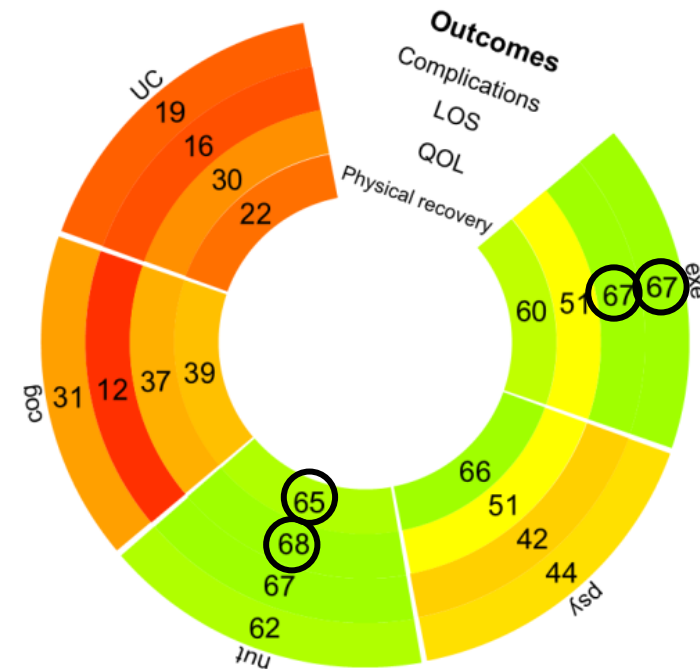 Outcomes
Complications
LOS
QOL
Physical recovery
UC
19
16
30
22
exe
60
51
67
67
cog
31
12
37
39
66
51
42
44
psy
65
68
67
62
nut